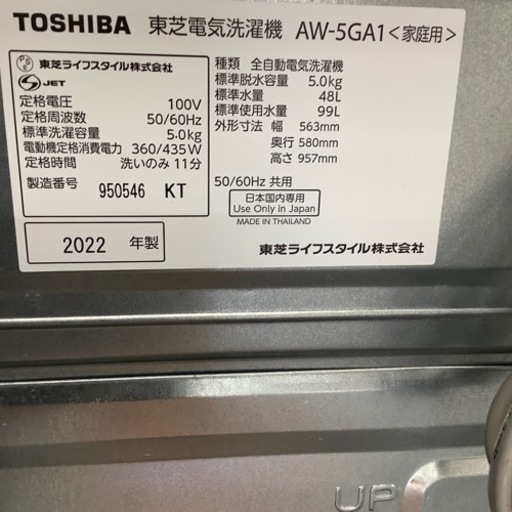 TOSHIBA 東芝電気洗濯機 AW-5GA1<家庭用>
東芝ライフスタイル株式会社
S JET
定格電圧 100V
定格周波数 50/60Hz
標準洗濯容量 5.0kg
電動機定格消費電力 360/435W
定格時間 洗いのみ 11分
製造番号 950546 KT
2022 年製
種類 全自動電気洗濯機
標準脱水容量 5.0kg
標準水量 48L
標準使用水量 99L
外形寸法 幅 563mm
奥行 580mm
高さ 957mm
50/60Hz 共用
日本国内専用
Use Only in Japan
MADE IN THAILAND
東芝ライフスタイル株式会社
UP